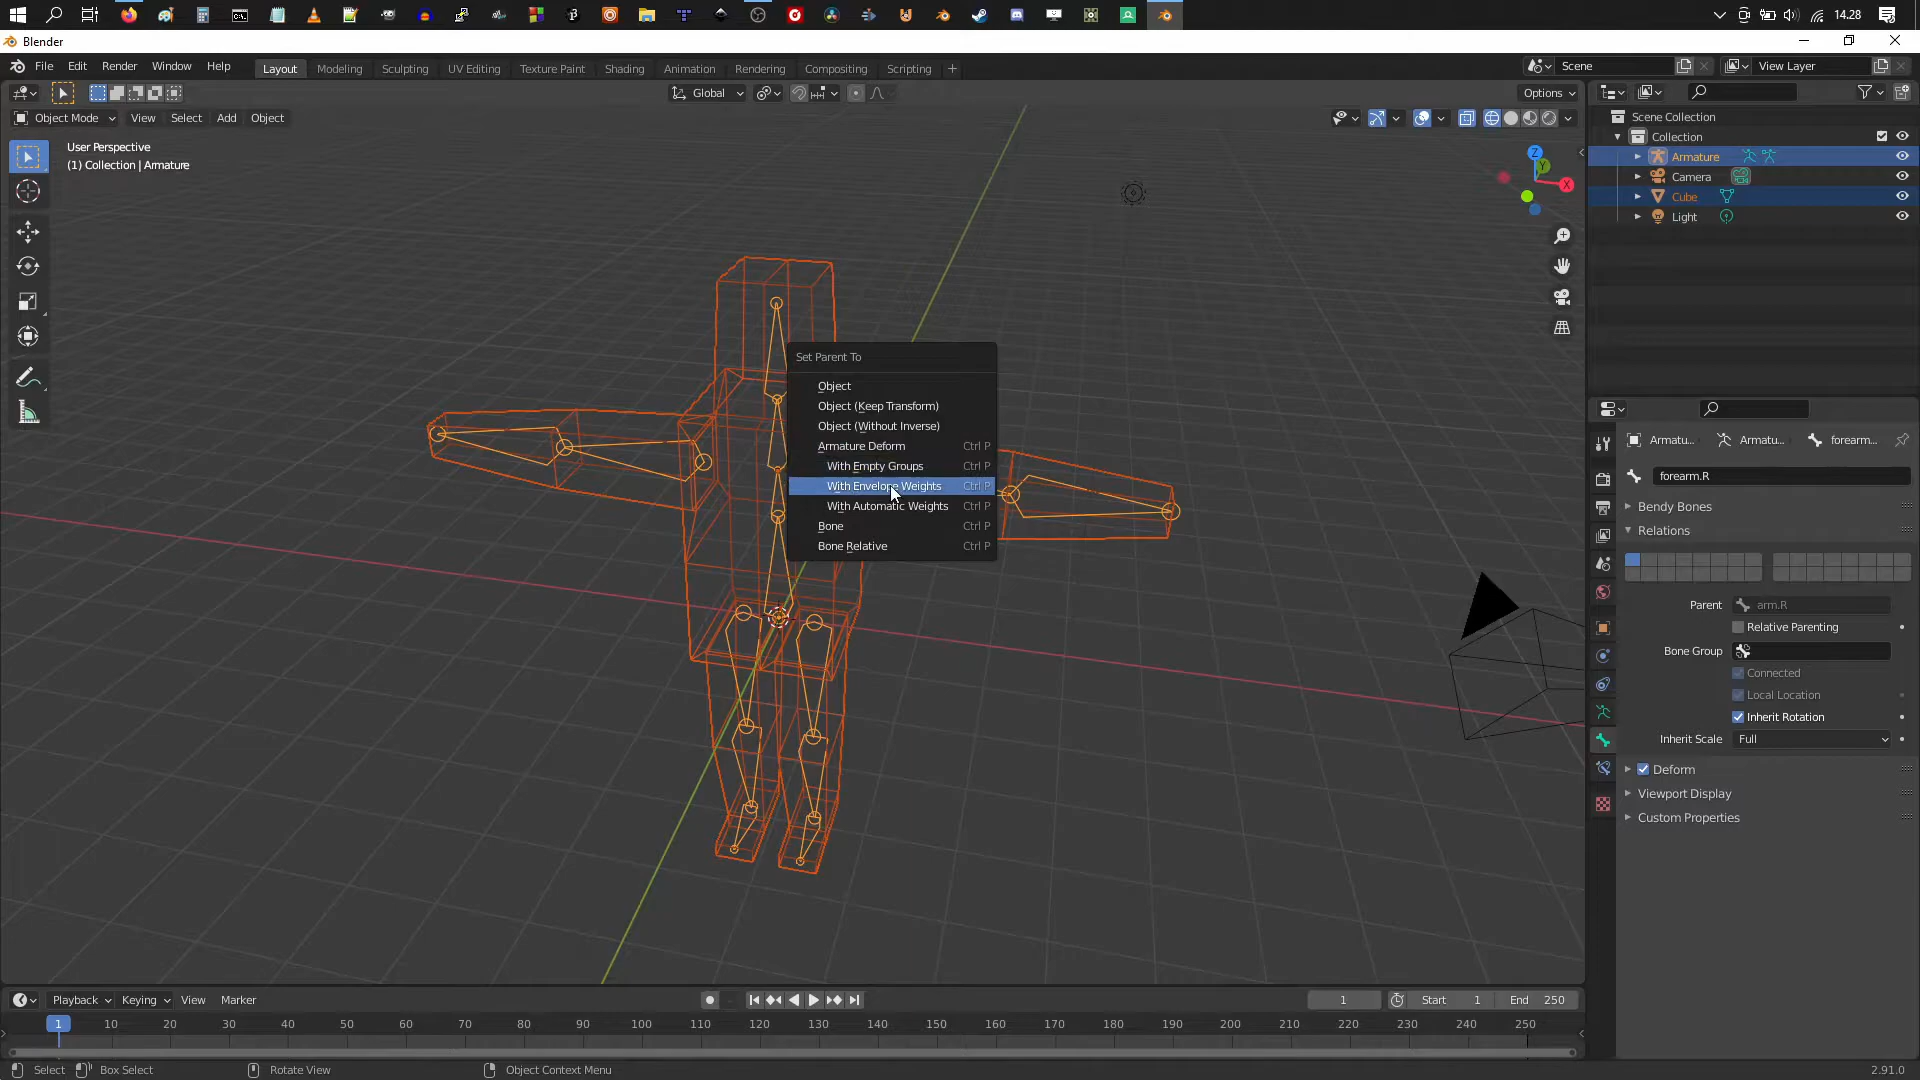 14.28
Blender
File Edit Render Window Help
Layout Modeling Sculpting UV Editing Texture Paint Shading Animation Rendering Compositing Scripting +
Scene
View Layer
Global
Options
Object Mode View Select Add Object
User Perspective
(1) Collection | Armature
Z
Y
X
Set Parent To
Object
Object (Keep Transform)
Object (Without Inverse)
Armature Deform Ctrl P
With Empty Groups Ctrl P
With Envelope Weights Ctrl P
With Automatic Weights Ctrl P
Bone Ctrl P
Bone Relative Ctrl P
Scene Collection
Collection
Armature
Camera
Cube
Light
Armatu... Armatu... forearm...
forearm.R
Bendy Bones
Relations
Parent arm.R
Relative Parenting
Bone Group
Connected
Local Location
Inherit Rotation
Inherit Scale Full
Deform
Viewport Display
Custom Properties
Playback Keying View Marker
1 Start 1 End 250
1 10 20 30 40 50 60 70 80 90 100 110 120 130 140 150 160 170 180 190 200 210 220 230 240 250
Select Box Select Rotate View Object Context Menu
2.91.0